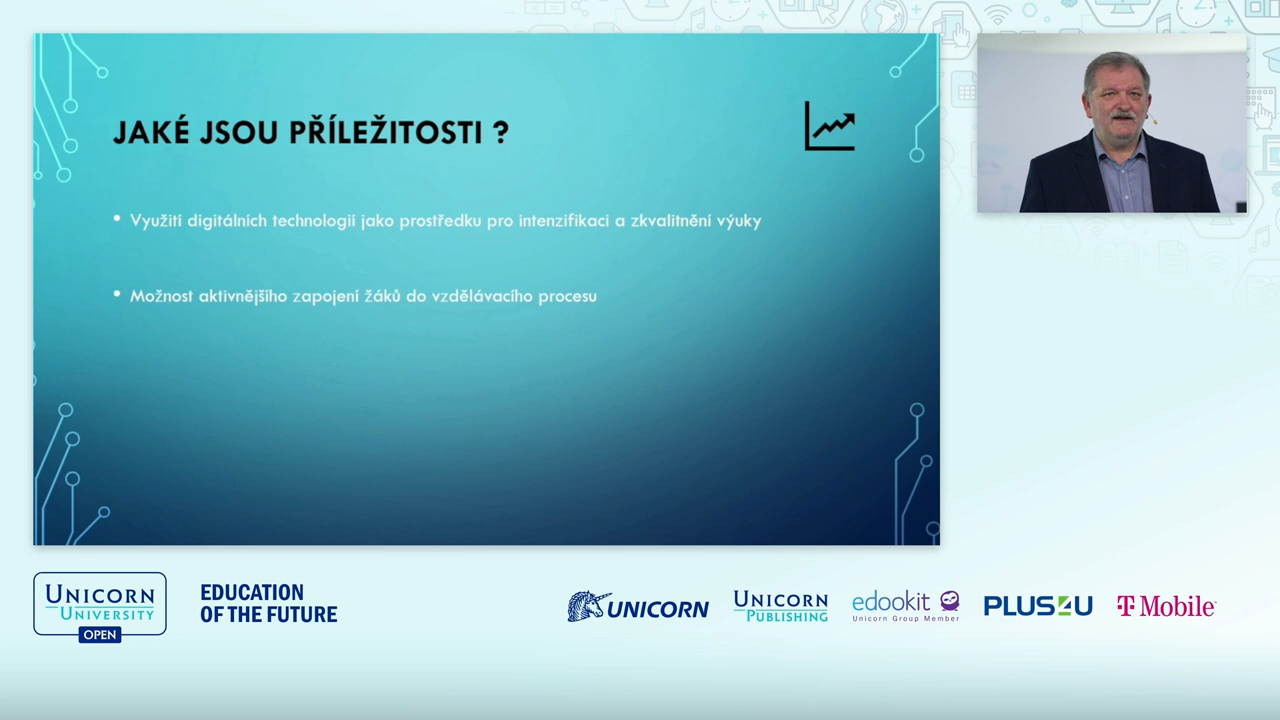 JAKÉ JSOU PŘÍLEŽITOSTI ?
• Využití digitálních technologií jako prostředku pro intenzifikaci a zkvalitnění výuky
• Možnost aktivnějšího zapojení žáků do vzdělávacího procesu
UNICORN
UNIVERSITY
OPEN
EDUCATION
OF THE FUTURE
UNICORN
UNICORN
PUBLISHING
edookit
Unicorn Group Member
PLUS4U
T Mobile